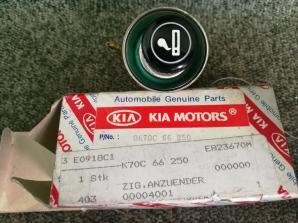 Automobile Genuine Parts
KIA KIA MOTORS
P/No. : 0K70C 66 250
3 E0918C1 EB23670M
K70C 66 250
1 Stk 000000
ZIG.ANZUENDER
403 00004001